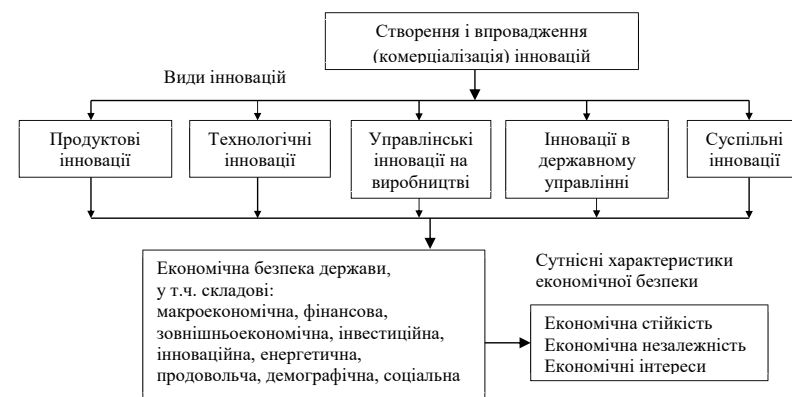 Створення і впровадження
(комерціалізація) інновацій
Види інновацій
Продуктові
інновації
Технологічні
інновації
Управлінські
інновації на
виробництві
Інновації в
державному
управлінні
Суспільні
інновації
Економічна безпека держави,
у т.ч. складові:
макроекономічна, фінансова,
зовнішньоекономічна, інвестиційна,
інноваційна, енергетична,
продовольча, демографічна, соціальна
Сутнісні характеристики
економічної безпеки
Економічна стійкість
Економічна незалежність
Економічні інтереси